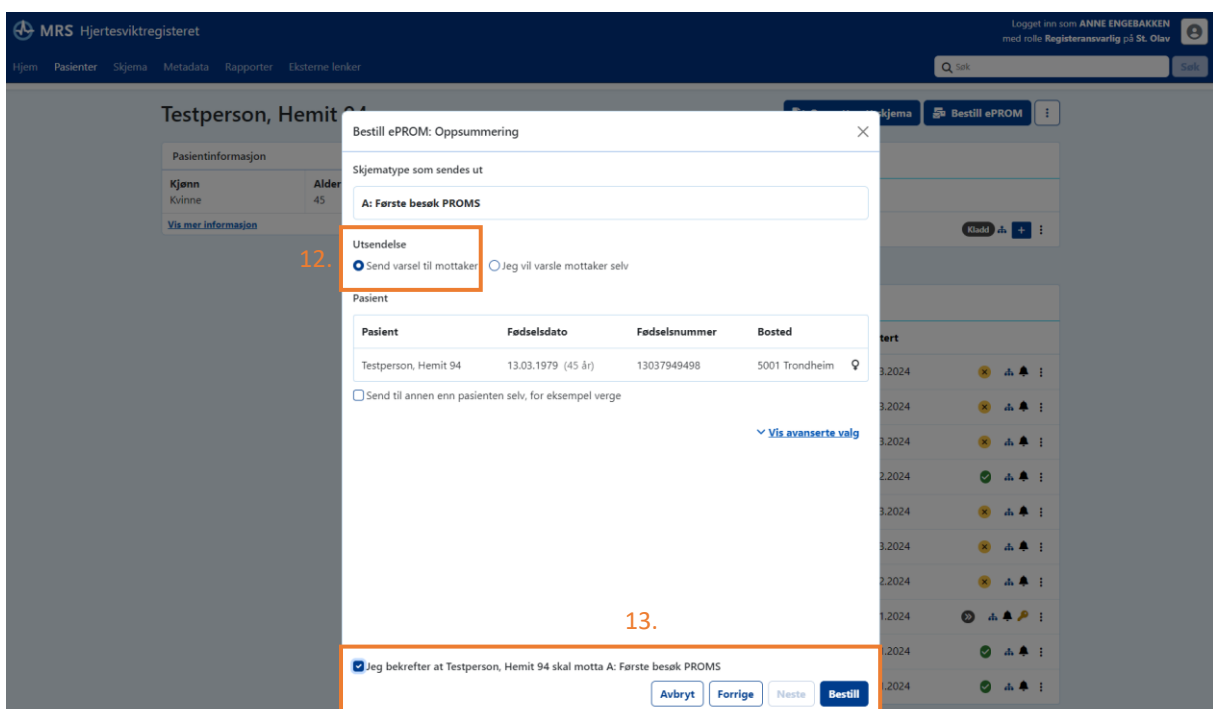 MRS Hjertesviktregisteret
Logget inn som ANNE ENGEBAKKEN
med rolle Registeransvarlig på St. Olav
Hjem Pasienter Skjema Metadata Rapporter Eksterne lenker
Søk Søk
Testperson, Hemit
skjema Bestill ePROM
Pasientinformasjon
Kjønn Alder
Kvinne 45
Vis mer informasjon
Kladd
Bestill ePROM: Oppsummering
Skjematype som sendes ut
A: Første besøk PROMS
12.
Utsendelse
Send varsel til mottaker Jeg vil varsle mottaker selv
Pasient
Pasient Fødselsdato Fødselsnummer Bosted
Testperson, Hemit 94 13.03.1979 (45 år) 13037949498 5001 Trondheim
Send til annen enn pasienten selv, for eksempel verge
Vis avanserte valg
tert
3.2024
3.2024
3.2024
2.2024
3.2024
3.2024
2.2024
1.2024
1.2024
1.2024
13.
Jeg bekrefter at Testperson, Hemit 94 skal motta A: Første besøk PROMS
Avbryt Forrige Neste Bestill